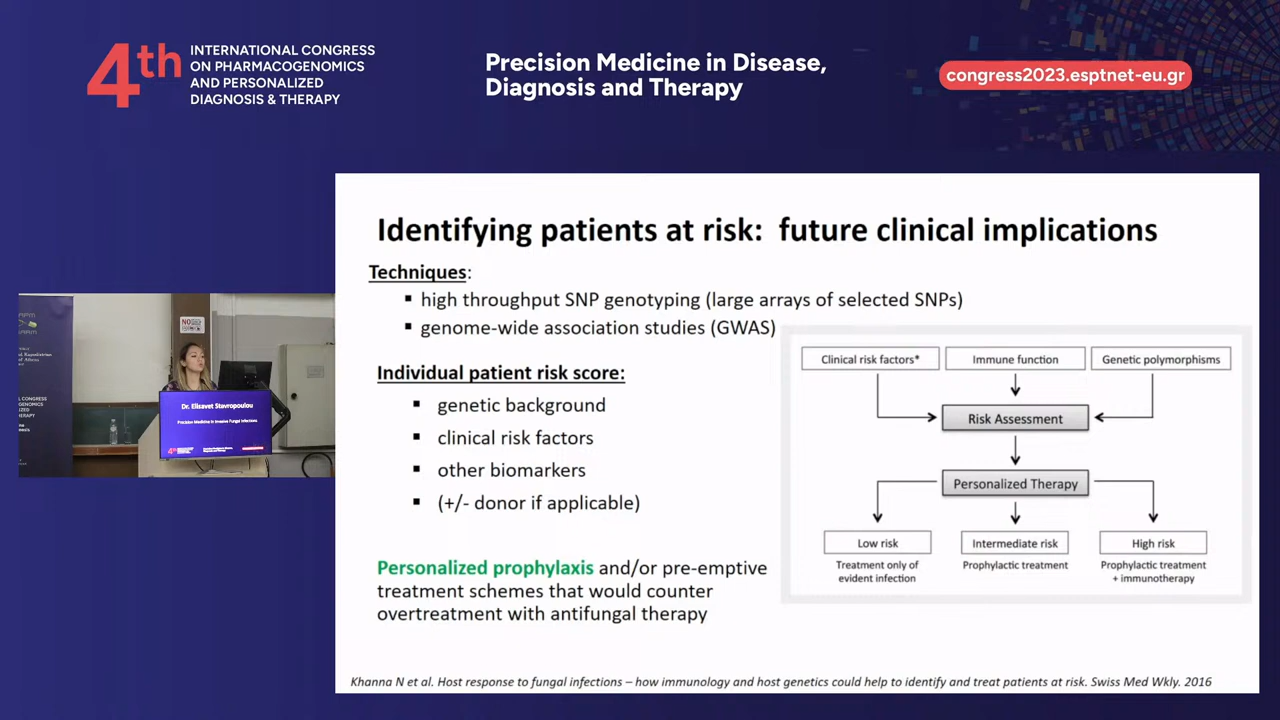 4th
INTERNATIONAL CONGRESS
ON PHARMACOGENOMICS
AND PERSONALIZED
DIAGNOSIS & THERAPY
Precision Medicine in Disease,
Diagnosis and Therapy
congress2023.esptnet-eu.gr
Identifying patients at risk: future clinical implications
Techniques:
▪ high throughput SNP genotyping (large arrays of selected SNPs)
▪ genome-wide association studies (GWAS)
Individual patient risk score:
▪ genetic background
▪ clinical risk factors
▪ other biomarkers
▪ (+/- donor if applicable)
Personalized prophylaxis and/or pre-emptive
treatment schemes that would counter
overtreatment with antifungal therapy
Clinical risk factors*
Immune function
Genetic polymorphisms
Risk Assessment
Personalized Therapy
Low risk
Intermediate risk
High risk
Treatment only of
evident infection
Prophylactic treatment
Prophylactic treatment
+ immunotherapy
Khanna N et al. Host response to fungal infections – how immunology and host genetics could help to identify and treat patients at risk. Swiss Med Wkly. 2016
NO
Dr. Elisavet Stavropoulou
Precision Medicine in Invasive Fungal Infections
4th